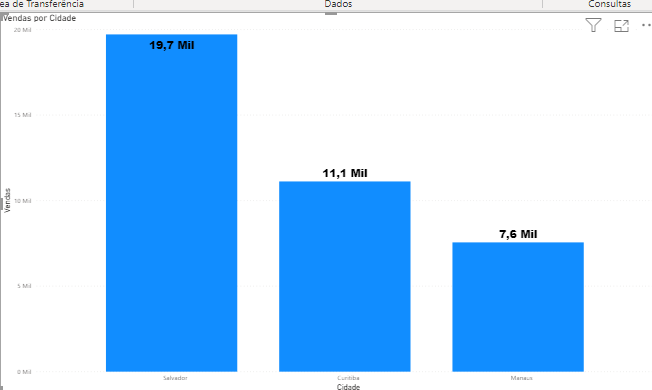 ea de Transferência Dados Consultas
Vendas por Cidade
20 Mil
19,7 Mil
15 Mil
11,1 Mil
10 Mil
7,6 Mil
5 Mil
0 Mil
Vendas
Salvador Curitiba Manaus
Cidade